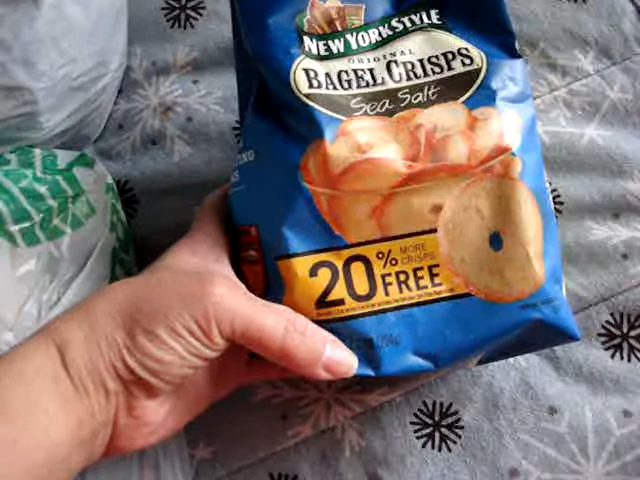 NEW YORK STYLE
ORIGINAL
BAGEL CRISPS
Sea Salt
20% MORE
CRISPS
FREE